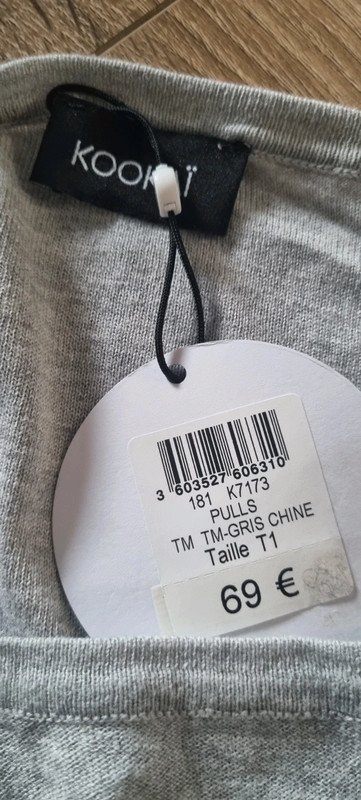 KOOKAÏ
3 603527 606310
181 K7173
PULLS
TM TM-GRIS CHINE
Taille T1
69 €